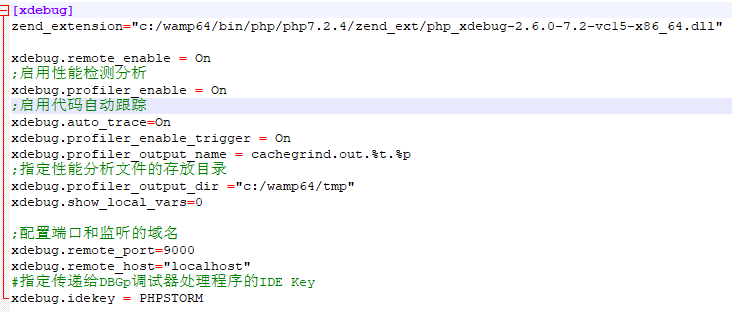 [xdebug]
zend_extension="c:/wamp64/bin/php/php7.2.4/zend_ext/php_xdebug-2.6.0-7.2-vc15-x86_64.dll"
xdebug.remote_enable = On
;启用性能检测分析
xdebug.profiler_enable = On
;启用代码自动跟踪
xdebug.auto_trace=On
xdebug.profiler_enable_trigger = On
xdebug.profiler_output_name = cachegrind.out.%t.%p
;指定性能分析文件的存放目录
xdebug.profiler_output_dir ="c:/wamp64/tmp"
xdebug.show_local_vars=0
;配置端口和监听的域名
xdebug.remote_port=9000
xdebug.remote_host="localhost"
#指定传递给DBGp调试器处理程序的IDE Key
xdebug.idekey = PHPSTORM